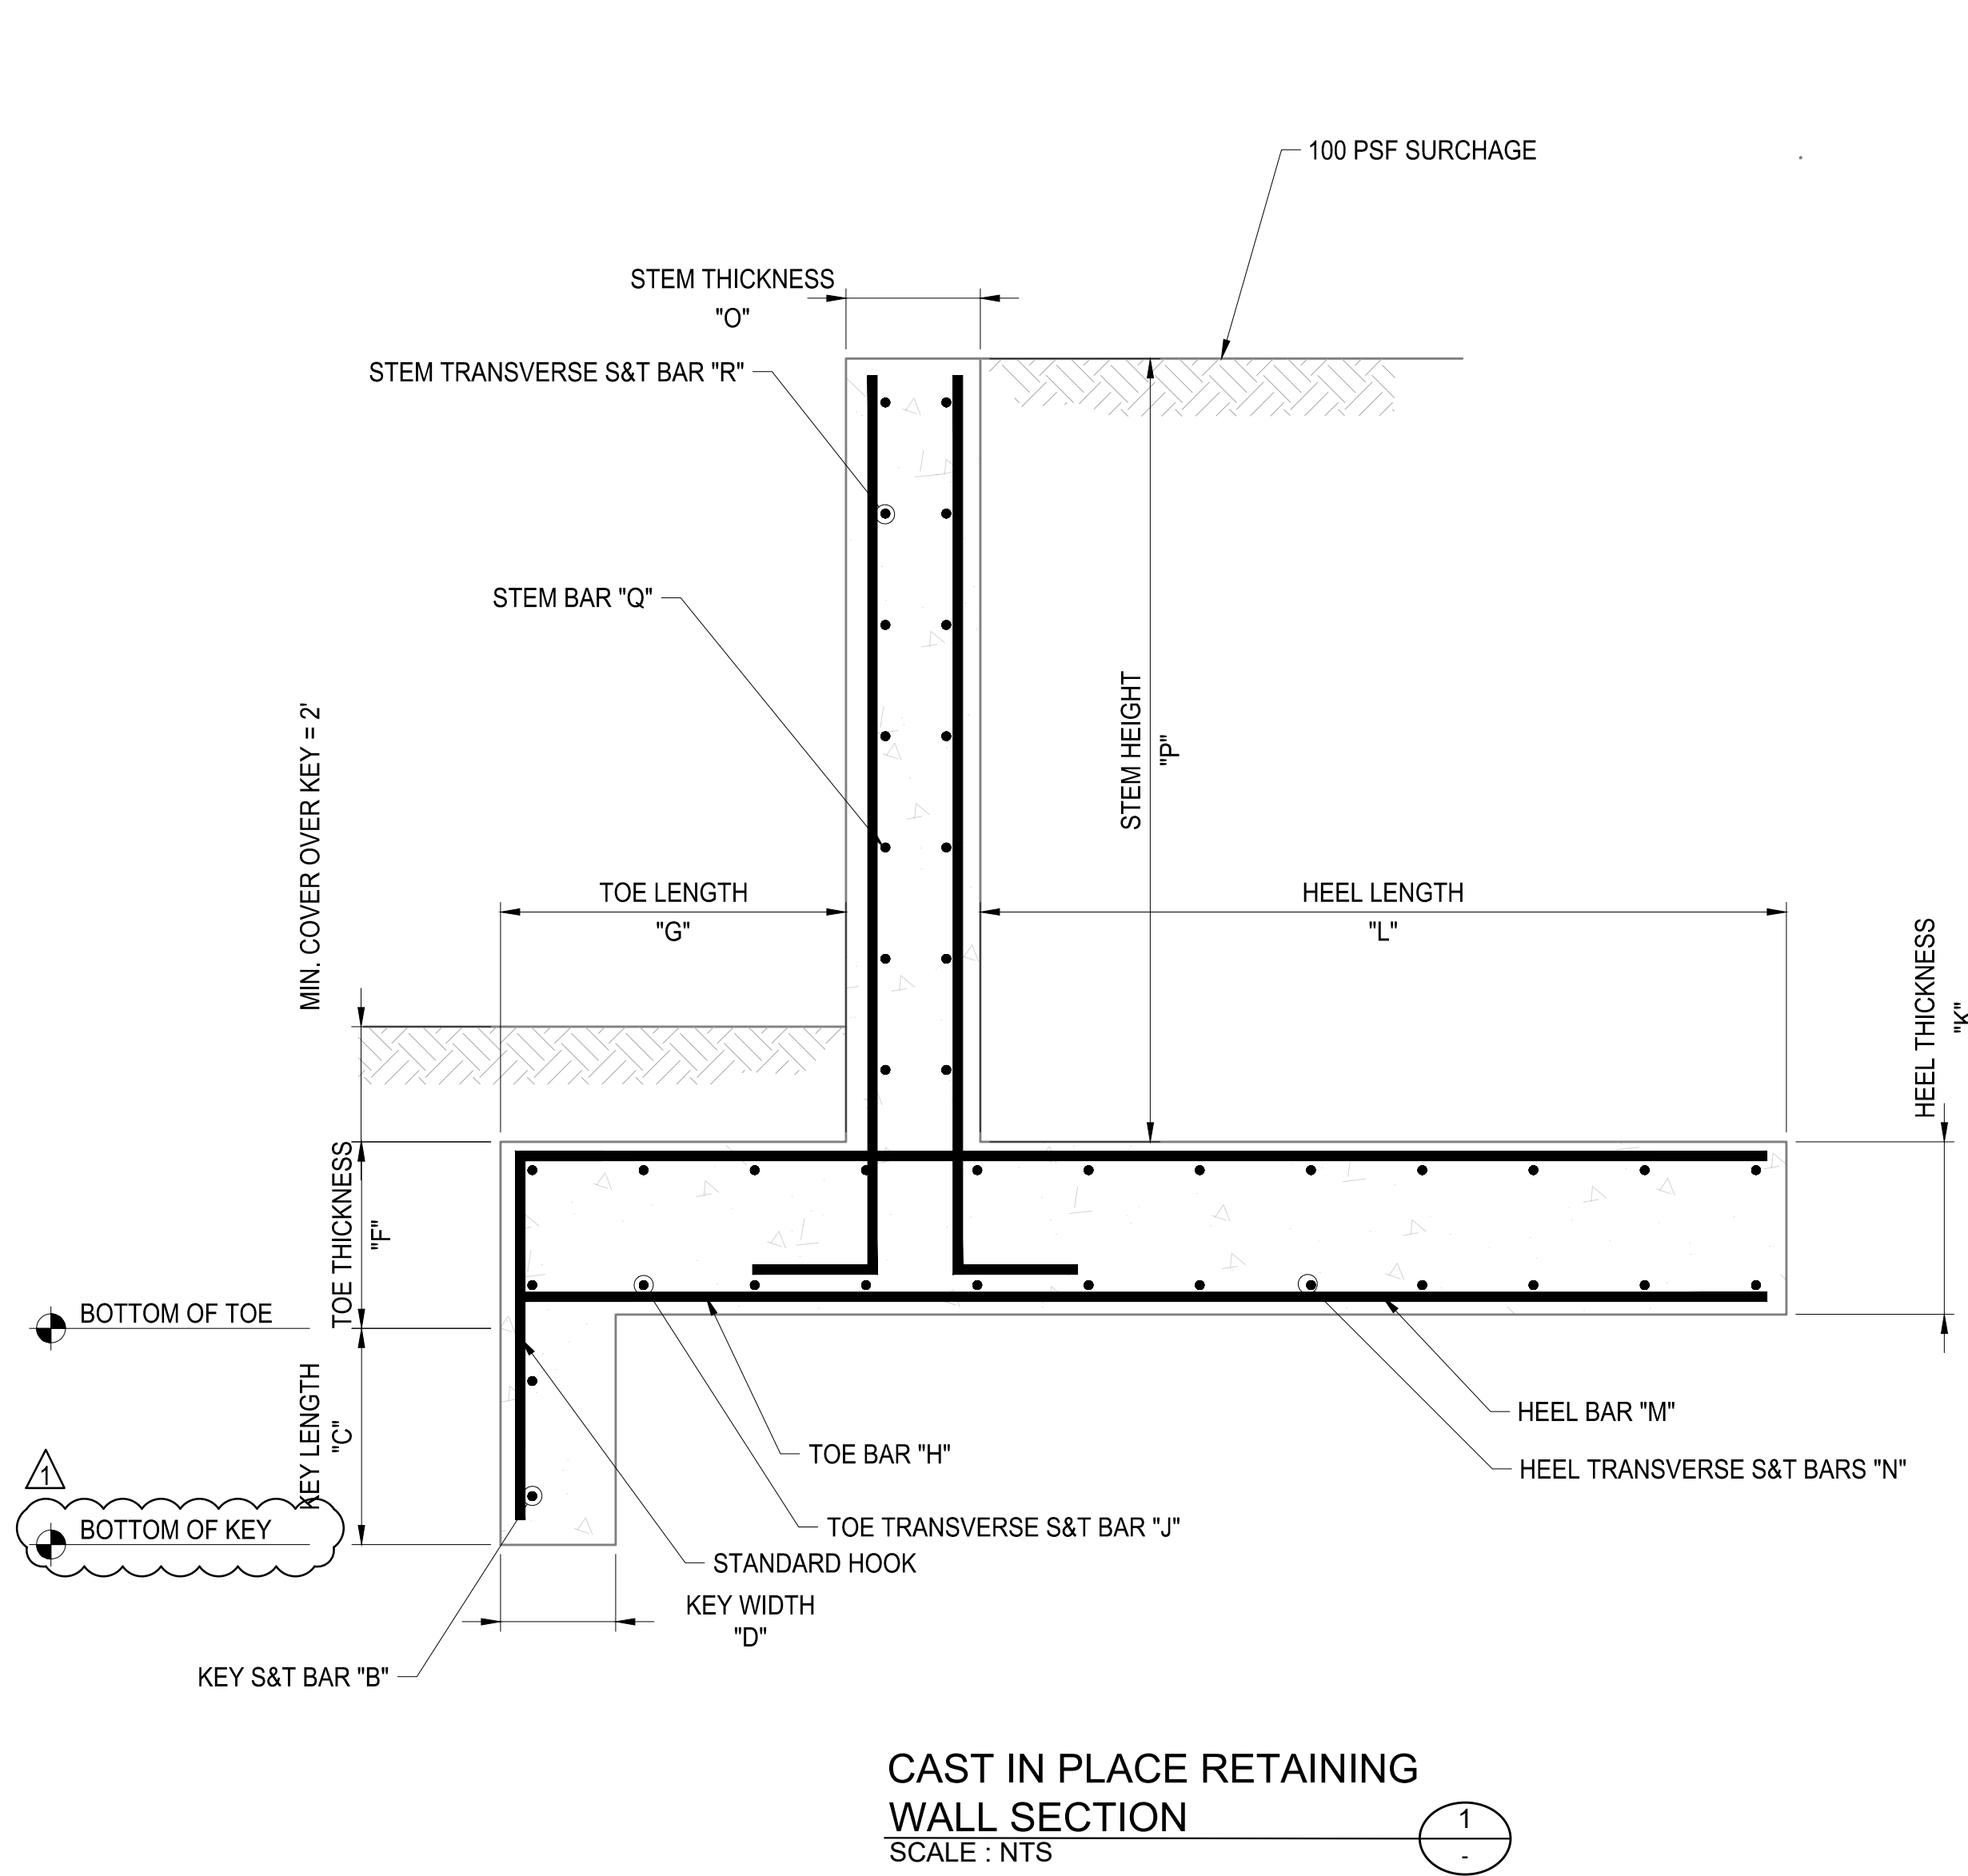 100 PSF SURCHAGE
STEM THICKNESS
"O"
STEM TRANSVERSE S&T BAR "R"
STEM BAR "Q"
STEM HEIGHT
"P"
MIN. COVER OVER KEY = 2'
TOE LENGTH
"G"
HEEL LENGTH
"L"
HEEL THICKNESS
"K"
TOE THICKNESS
"F"
BOTTOM OF TOE
KEY LENGTH
"C"
1
BOTTOM OF KEY
HEEL BAR "M"
TOE BAR "H"
HEEL TRANSVERSE S&T BARS "N"
TOE TRANSVERSE S&T BAR "J"
STANDARD HOOK
KEY WIDTH
"D"
KEY S&T BAR "B"
CAST IN PLACE RETAINING
WALL SECTION
SCALE : NTS
1
-